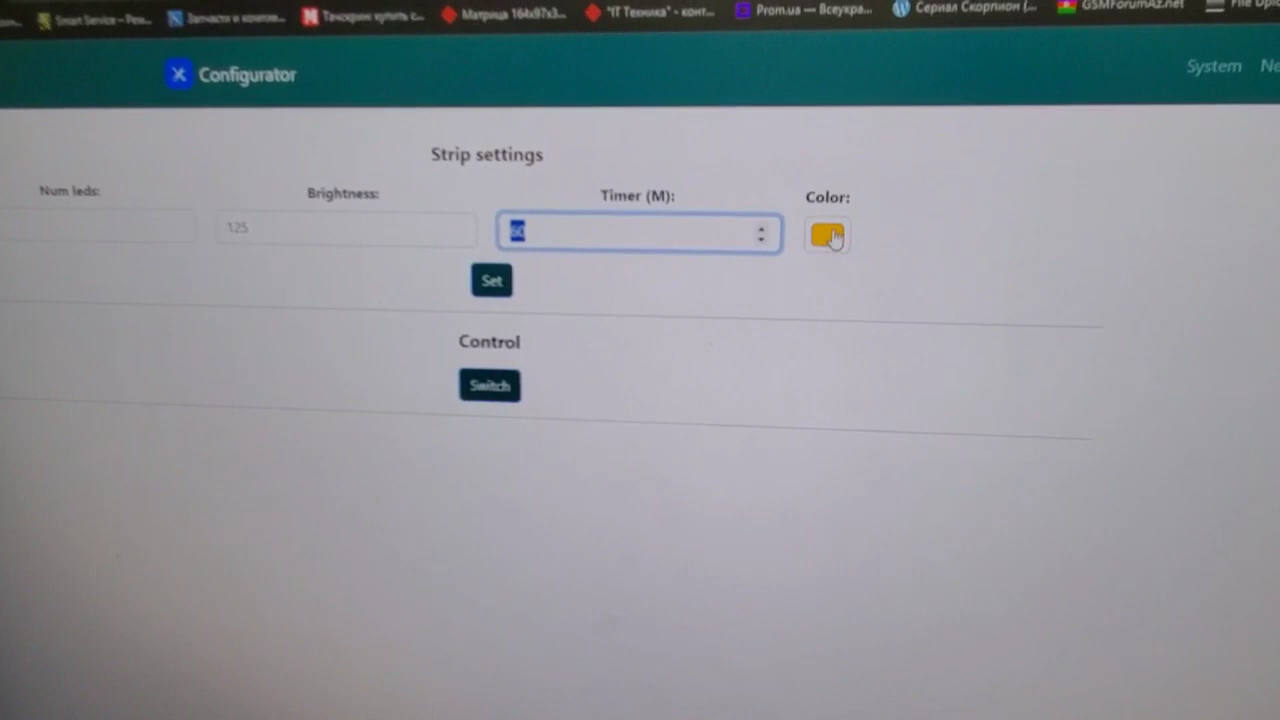 Smart Service – Рем...
Запчасти и компле...
Тачскрин купить с...
Матрица 164x97x3...
"IT Техника" - конт...
Prom.ua — Всеукра...
Сериал Скорпион (...
GSMForumAz.net
Configurator
System
Strip settings
Num leds:
Brightness:
Timer (M):
Color:
125
60
Set
Control
Switch